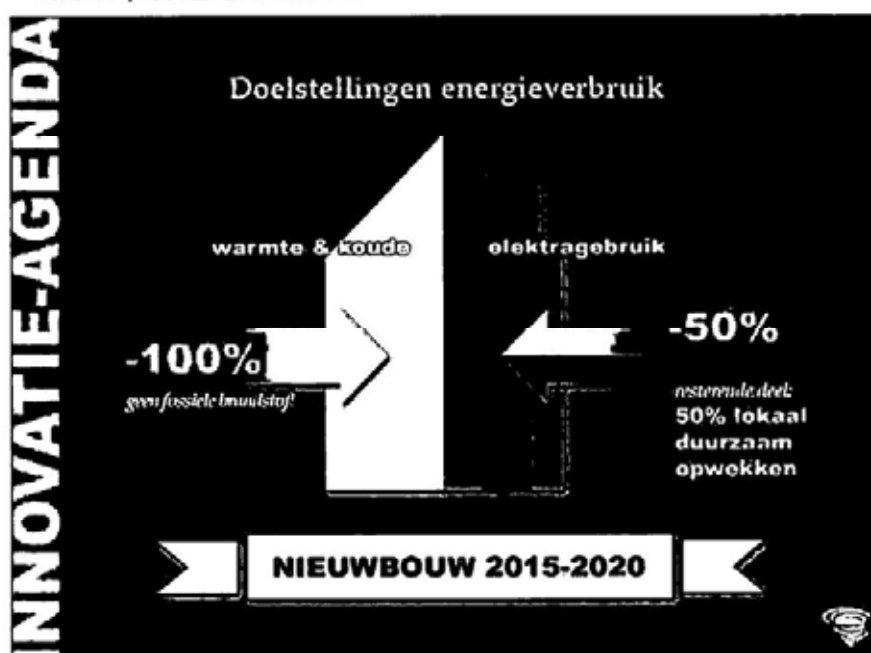 INNOVATIE-AGENDA
Doelstellingen energieverbruik
warmte & koude
elektragebruik
-100%
geen fossiele brandstof!
-50%
resterende deel:
50% lokaal
duurzaam
opwekken
NIEUWBOUW 2015-2020